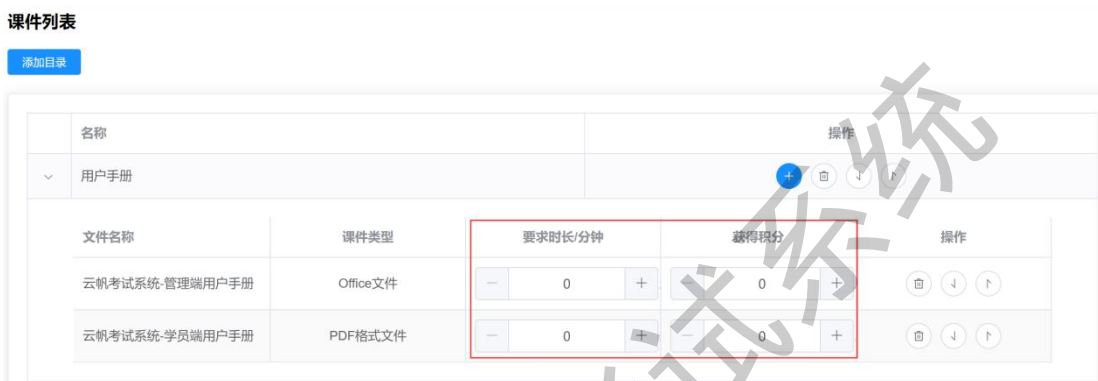 课件列表
添加目录
名称 操作
用户手册
文件名称 课件类型 要求时长/分钟 获得积分 操作
云帆考试系统-管理端用户手册 Office文件 0 0
云帆考试系统-学员端用户手册 PDF格式文件 0 0
试系统